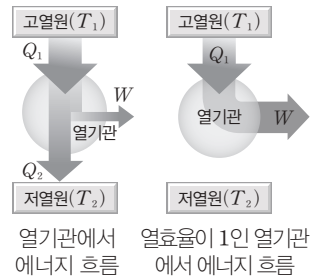 고열원(T₁)
Q₁
W
열기관
Q₂
저열원(T₂)
열기관에서
에너지 흐름
고열원(T₁)
Q₁
W
열기관
저열원(T₂)
열효율이 1인 열기관
에서 에너지 흐름